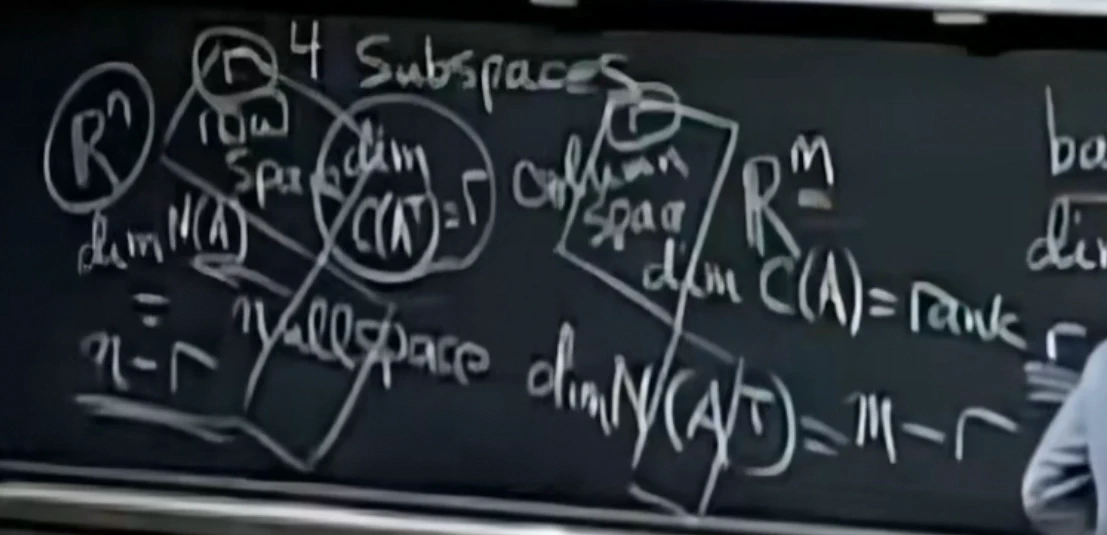 4 Subspaces
R^n
r
row
space
dim
C(A^T) = r
dim N(A)
=
n - r
nullspace
r
column
space
R^m
dim C(A) = rank
r
dim N(A^T) = m - r
ba
di